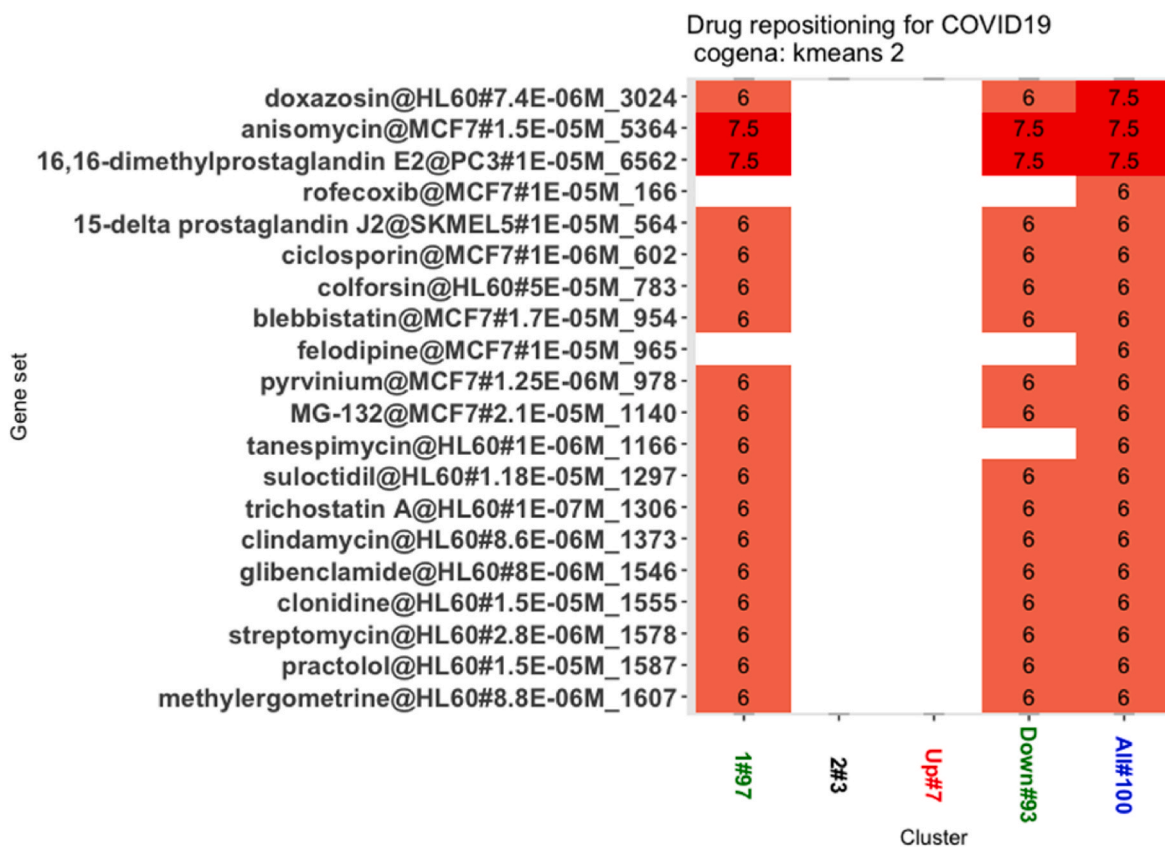 Drug repositioning for COVID19
cogena: kmeans 2
doxazosin@HL60#7.4E-06M_3024 6 6 7.5
anisomycin@MCF7#1.5E-05M_5364 7.5 7.5 7.5
16,16-dimethylprostaglandin E2@PC3#1E-05M_6562 7.5 7.5 7.5
rofecoxib@MCF7#1E-05M_166 6
15-delta prostaglandin J2@SKMEL5#1E-05M_564 6 6 6
ciclosporin@MCF7#1E-06M_602 6 6 6
colforsin@HL60#5E-05M_783 6 6 6
blebbistatin@MCF7#1.7E-05M_954 6 6 6
felodipine@MCF7#1E-05M_965 6
pyrvinium@MCF7#1.25E-06M_978 6 6 6
MG-132@MCF7#2.1E-05M_1140 6 6 6
tanespimycin@HL60#1E-06M_1166 6 6
suloctidil@HL60#1.18E-05M_1297 6 6 6
trichostatin A@HL60#1E-07M_1306 6 6 6
clindamycin@HL60#8.6E-06M_1373 6 6 6
glibenclamide@HL60#8E-06M_1546 6 6 6
clonidine@HL60#1.5E-05M_1555 6 6 6
streptomycin@HL60#2.8E-06M_1578 6 6 6
practolol@HL60#1.5E-05M_1587 6 6 6
methylergometrine@HL60#8.8E-06M_1607 6 6 6
Gene set
1#97
2#3
Up#7
Down#93
All#100
Cluster